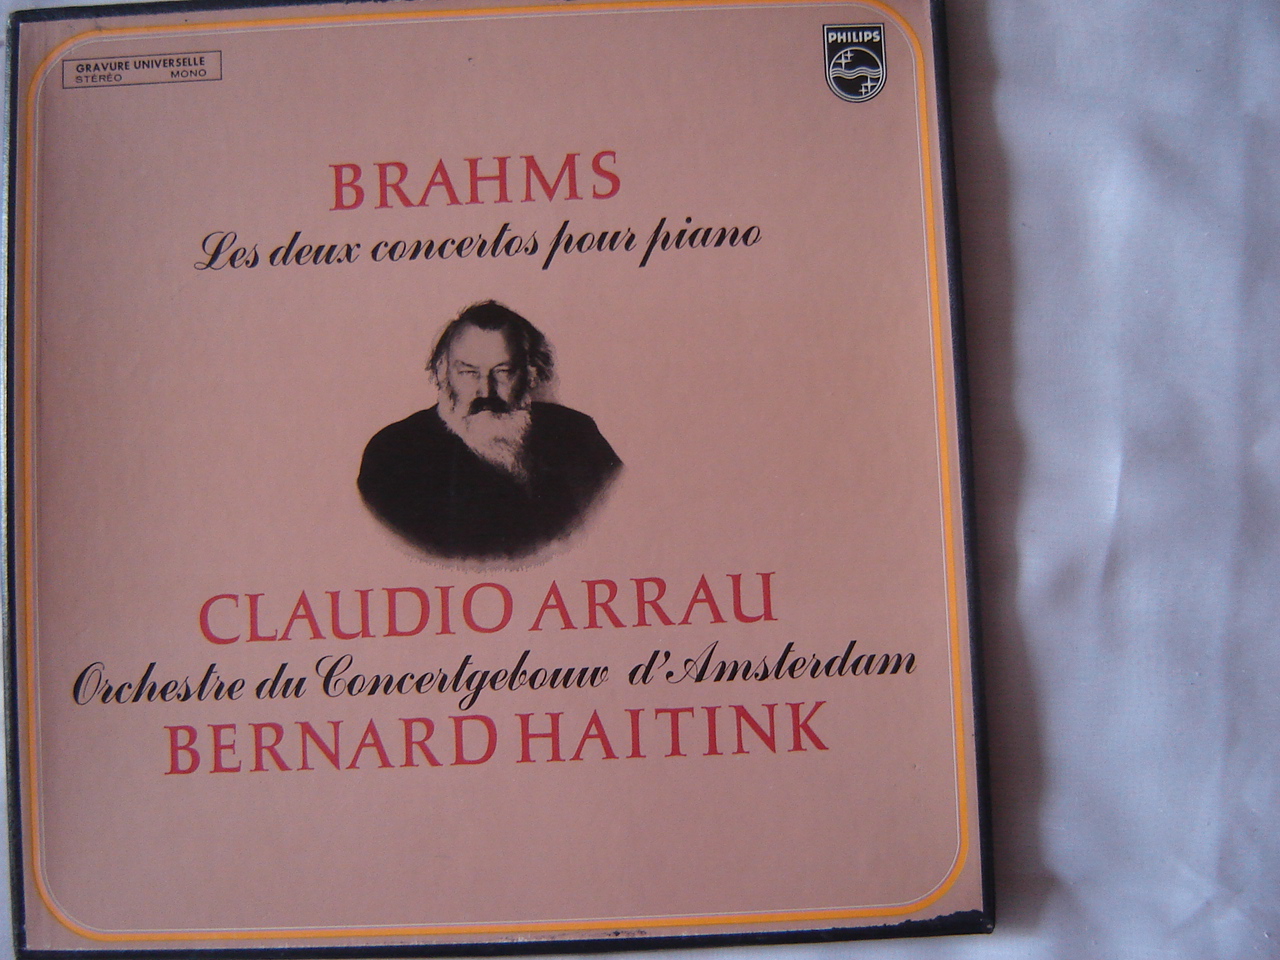 GRAVURE UNIVERSELLE
STÉRÉO MONO
PHILIPS
BRAHMS
Les deux concertos pour piano
CLAUDIO ARRAU
Orchestre du Concertgebouw d'Amsterdam
BERNARD HAITINK